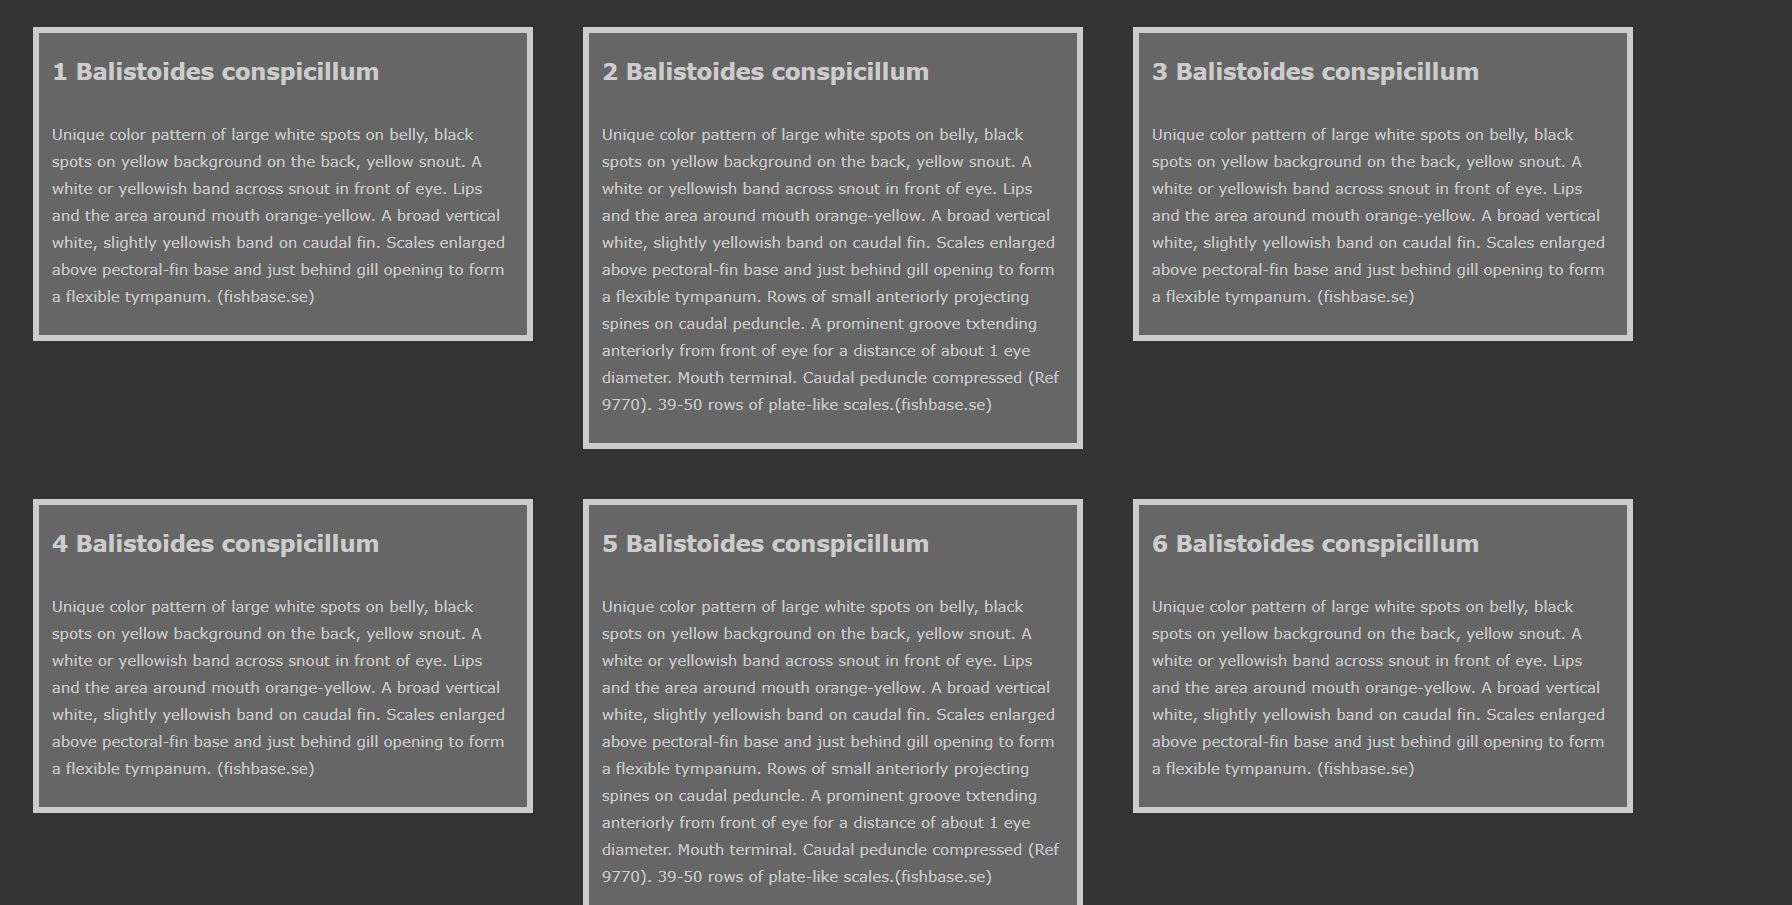 1 Balistoides conspicillum
Unique color pattern of large white spots on belly, black
spots on yellow background on the back, yellow snout. A
white or yellowish band across snout in front of eye. Lips
and the area around mouth orange-yellow. A broad vertical
white, slightly yellowish band on caudal fin. Scales enlarged
above pectoral-fin base and just behind gill opening to form
a flexible tympanum. (fishbase.se)
2 Balistoides conspicillum
Unique color pattern of large white spots on belly, black
spots on yellow background on the back, yellow snout. A
white or yellowish band across snout in front of eye. Lips
and the area around mouth orange-yellow. A broad vertical
white, slightly yellowish band on caudal fin. Scales enlarged
above pectoral-fin base and just behind gill opening to form
a flexible tympanum. Rows of small anteriorly projecting
spines on caudal peduncle. A prominent groove txtending
anteriorly from front of eye for a distance of about 1 eye
diameter. Mouth terminal. Caudal peduncle compressed (Ref
9770). 39-50 rows of plate-like scales.(fishbase.se)
3 Balistoides conspicillum
Unique color pattern of large white spots on belly, black
spots on yellow background on the back, yellow snout. A
white or yellowish band across snout in front of eye. Lips
and the area around mouth orange-yellow. A broad vertical
white, slightly yellowish band on caudal fin. Scales enlarged
above pectoral-fin base and just behind gill opening to form
a flexible tympanum. (fishbase.se)
4 Balistoides conspicillum
Unique color pattern of large white spots on belly, black
spots on yellow background on the back, yellow snout. A
white or yellowish band across snout in front of eye. Lips
and the area around mouth orange-yellow. A broad vertical
white, slightly yellowish band on caudal fin. Scales enlarged
above pectoral-fin base and just behind gill opening to form
a flexible tympanum. (fishbase.se)
5 Balistoides conspicillum
Unique color pattern of large white spots on belly, black
spots on yellow background on the back, yellow snout. A
white or yellowish band across snout in front of eye. Lips
and the area around mouth orange-yellow. A broad vertical
white, slightly yellowish band on caudal fin. Scales enlarged
above pectoral-fin base and just behind gill opening to form
a flexible tympanum. Rows of small anteriorly projecting
spines on caudal peduncle. A prominent groove txtending
anteriorly from front of eye for a distance of about 1 eye
diameter. Mouth terminal. Caudal peduncle compressed (Ref
9770). 39-50 rows of plate-like scales.(fishbase.se)
6 Balistoides conspicillum
Unique color pattern of large white spots on belly, black
spots on yellow background on the back, yellow snout. A
white or yellowish band across snout in front of eye. Lips
and the area around mouth orange-yellow. A broad vertical
white, slightly yellowish band on caudal fin. Scales enlarged
above pectoral-fin base and just behind gill opening to form
a flexible tympanum. (fishbase.se)